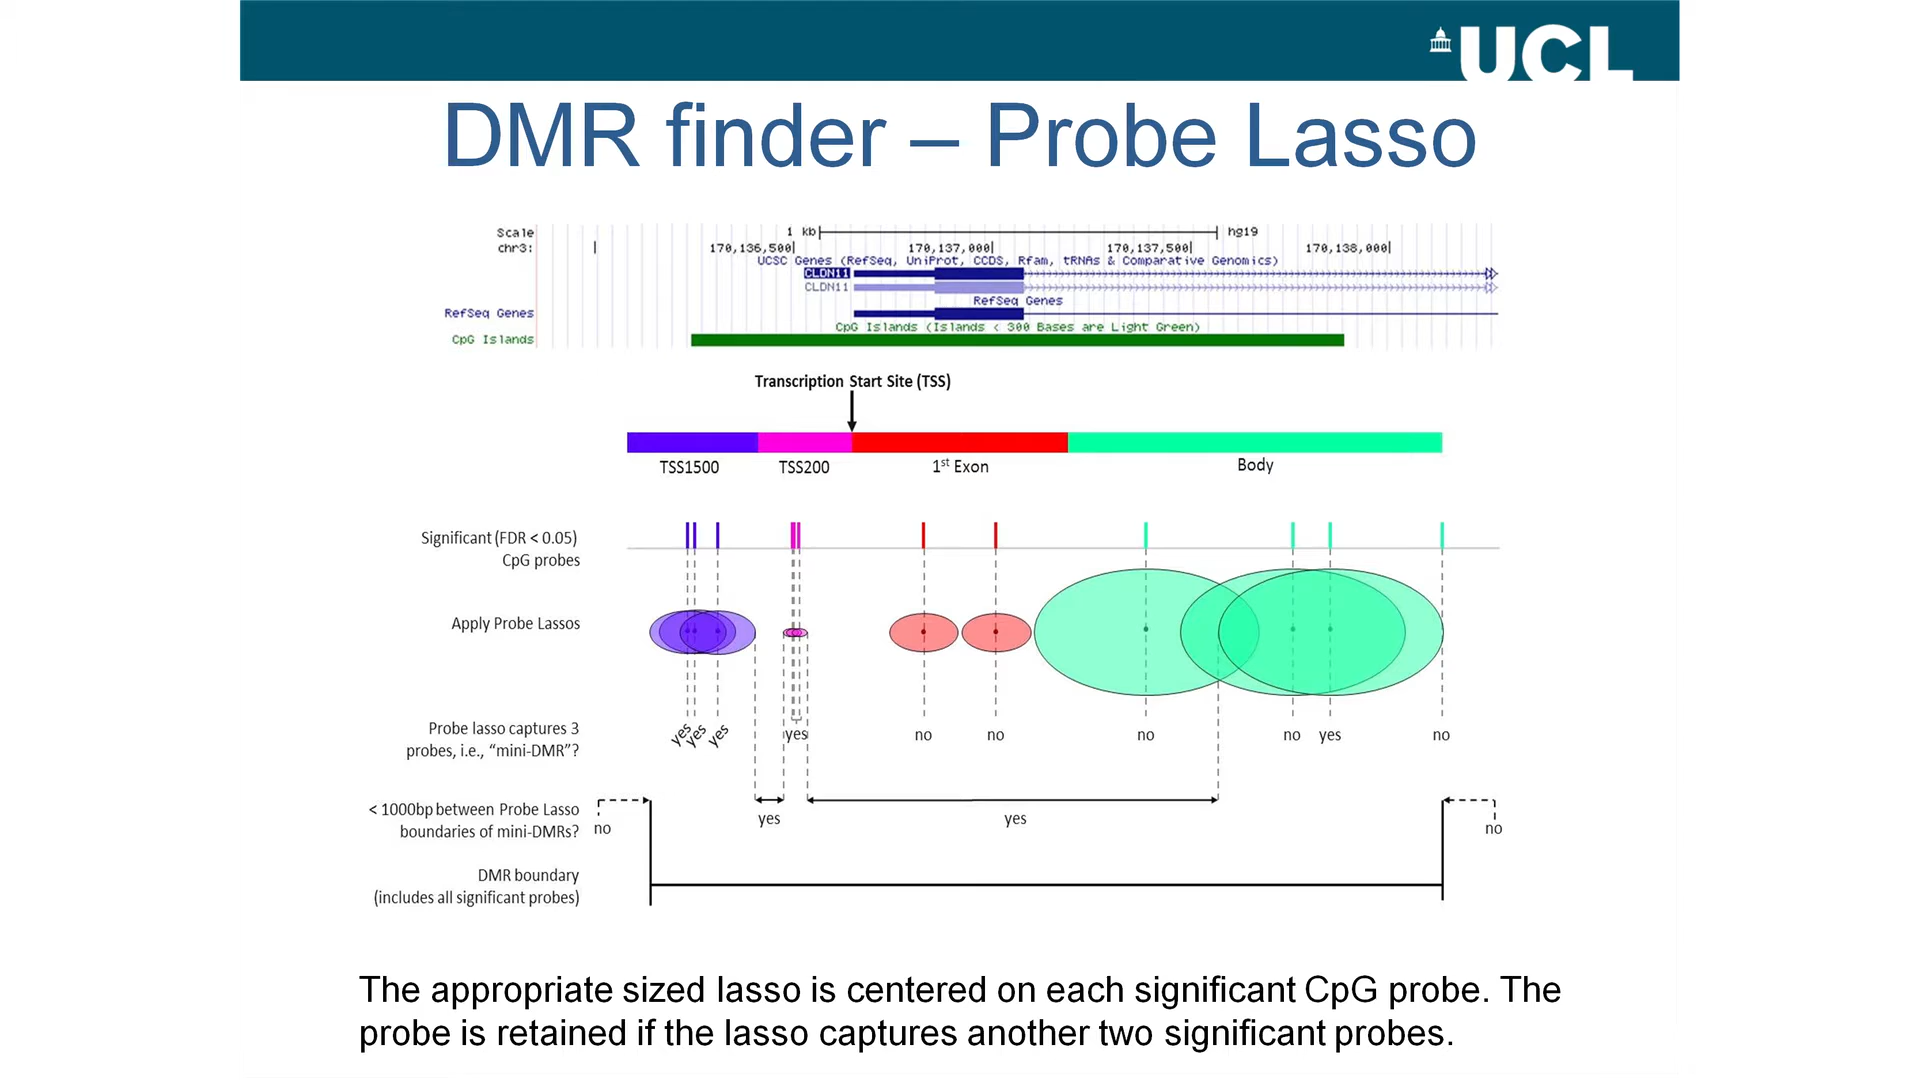 UCL
DMR finder – Probe Lasso
Scale 1 kb hg19
chr3: 170,136,500 170,137,000 170,137,500 170,138,000
UCSC Genes (RefSeq, UniProt, CCDS, Rfam, tRNAs & Comparative Genomics)
CLDN11
CLDN11
RefSeq Genes
RefSeq Genes
CpG Islands (Islands < 300 Bases are Light Green)
CpG Islands
Transcription Start Site (TSS)
TSS1500 TSS200 1st Exon Body
Significant (FDR < 0.05)
CpG probes
Apply Probe Lassos
Probe lasso captures 3
probes, i.e., “mini-DMR”?
yes yes yes yes no no no no yes no
< 1000bp between Probe Lasso
boundaries of mini-DMRs?
no yes yes no
DMR boundary
(includes all significant probes)
The appropriate sized lasso is centered on each significant CpG probe. The
probe is retained if the lasso captures another two significant probes.